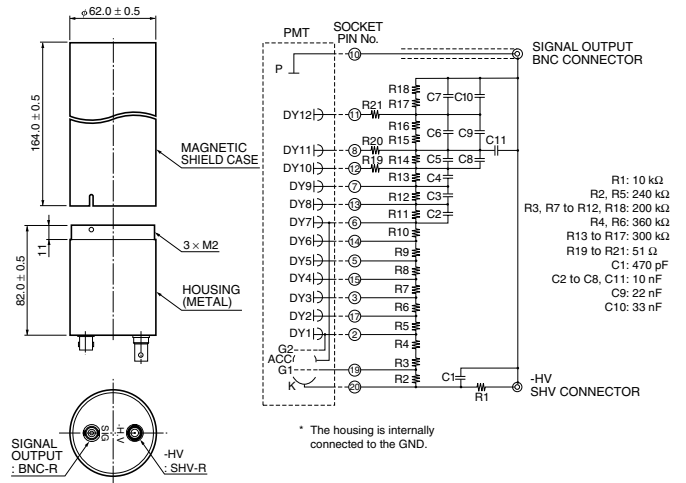 ϕ62.0 ± 0.5
164.0 ± 0.5
MAGNETIC
SHIELD CASE
82.0 ± 0.5
11
3 × M2
HOUSING
(METAL)
SIGNAL
OUTPUT
: BNC-R
SIG
-H.V
-HV
: SHV-R
PMT
SOCKET
PIN No.
SIGNAL OUTPUT
BNC CONNECTOR
P
10
R18
R17
C7
C10
DY12
11
R21
R16
R15
C6
C9
C11
DY11
8
R20
R14
C5
C8
DY10
12
R19
R13
C4
DY9
7
R12
C3
DY8
13
R11
C2
DY7
6
R10
DY6
14
R9
DY5
5
R8
DY4
15
R7
DY3
3
R6
DY2
17
R5
DY1
2
R4
G2
ACC
R3
G1
19
R2
C1
K
20
R1
-HV
SHV CONNECTOR
R1: 10 kΩ
R2, R5: 240 kΩ
R3, R7 to R12, R18: 200 kΩ
R4, R6: 360 kΩ
R13 to R17: 300 kΩ
R19 to R21: 51 Ω
C1: 470 pF
C2 to C8, C11: 10 nF
C9: 22 nF
C10: 33 nF
* The housing is internally
connected to the GND.